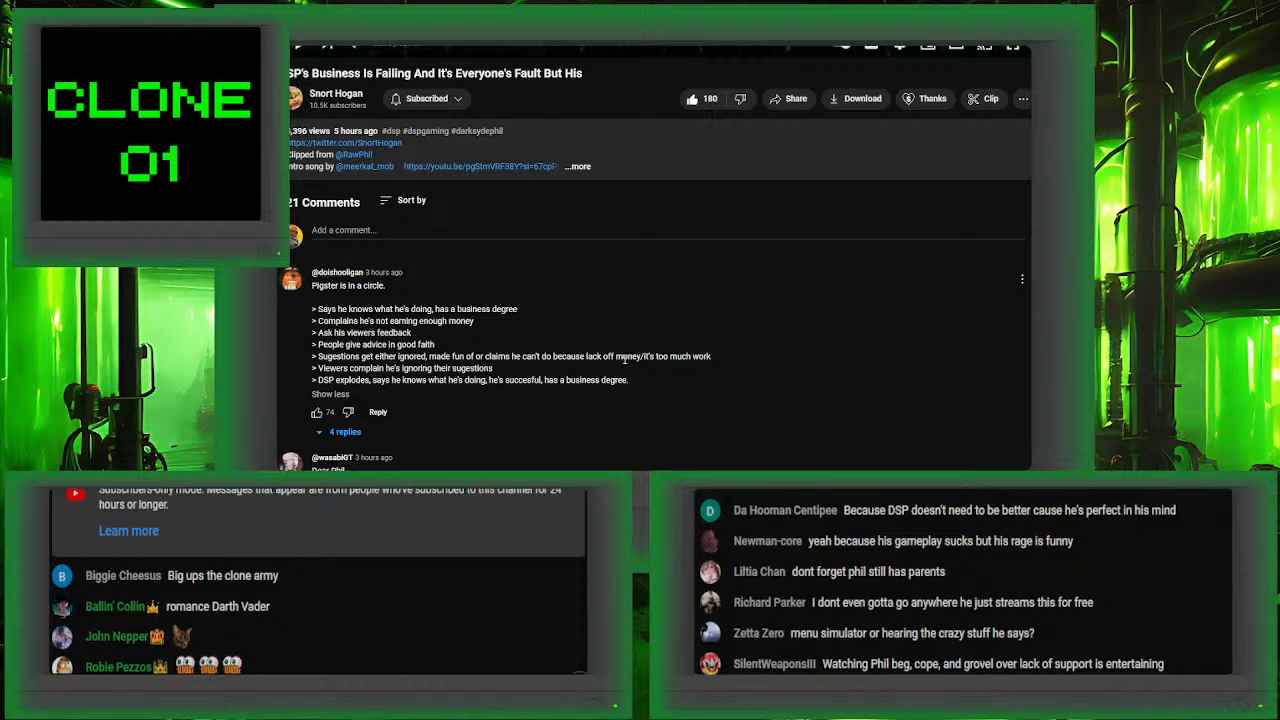 CLONE
01
SP's Business Is Failing And It's Everyone's Fault But His
Snort Hogan
10.5K subscribers
Subscribed
180
Share
Download
Thanks
Clip
,396 views 5 hours ago #dsp #dspgaming #darksydephil
https://twitter.com/SnortHogan
Clipped from @RawPhil
Intro song by @meerkal_mob https://youtu.be/pgStmVRF38Y?si=67cpF ...more
21 Comments
Sort by
Add a comment...
@doishooligan 3 hours ago
Pigster is in a circle.
> Says he knows what he's doing, has a business degree
> Complains he's not earning enough money
> Ask his viewers feedback
> People give advice in good faith
> Sugestions get either ignored, made fun of or claims he can't do because lack off money/it's too much work
> Viewers complain he's ignoring their sugestions
> DSP explodes, says he knows what he's doing, he's succesful, has a business degree.
Show less
74
Reply
4 replies
@wasabiGT 3 hours ago
Dear Phil
Subscribers-only mode. Messages that appear are from people who've subscribed to this channel for 24
hours or longer.
Learn more
B Biggie Cheesus Big ups the clone army
Ballin' Collin romance Darth Vader
John Nepper
Robie Pezzos
D Da Hooman Centipee Because DSP doesn't need to be better cause he's perfect in his mind
Newman-core yeah because his gameplay sucks but his rage is funny
Liltia Chan dont forget phil still has parents
Richard Parker I dont even gotta go anywhere he just streams this for free
Zetta Zero menu simulator or hearing the crazy stuff he says?
SilentWeaponsIII Watching Phil beg, cope, and grovel over lack of support is entertaining